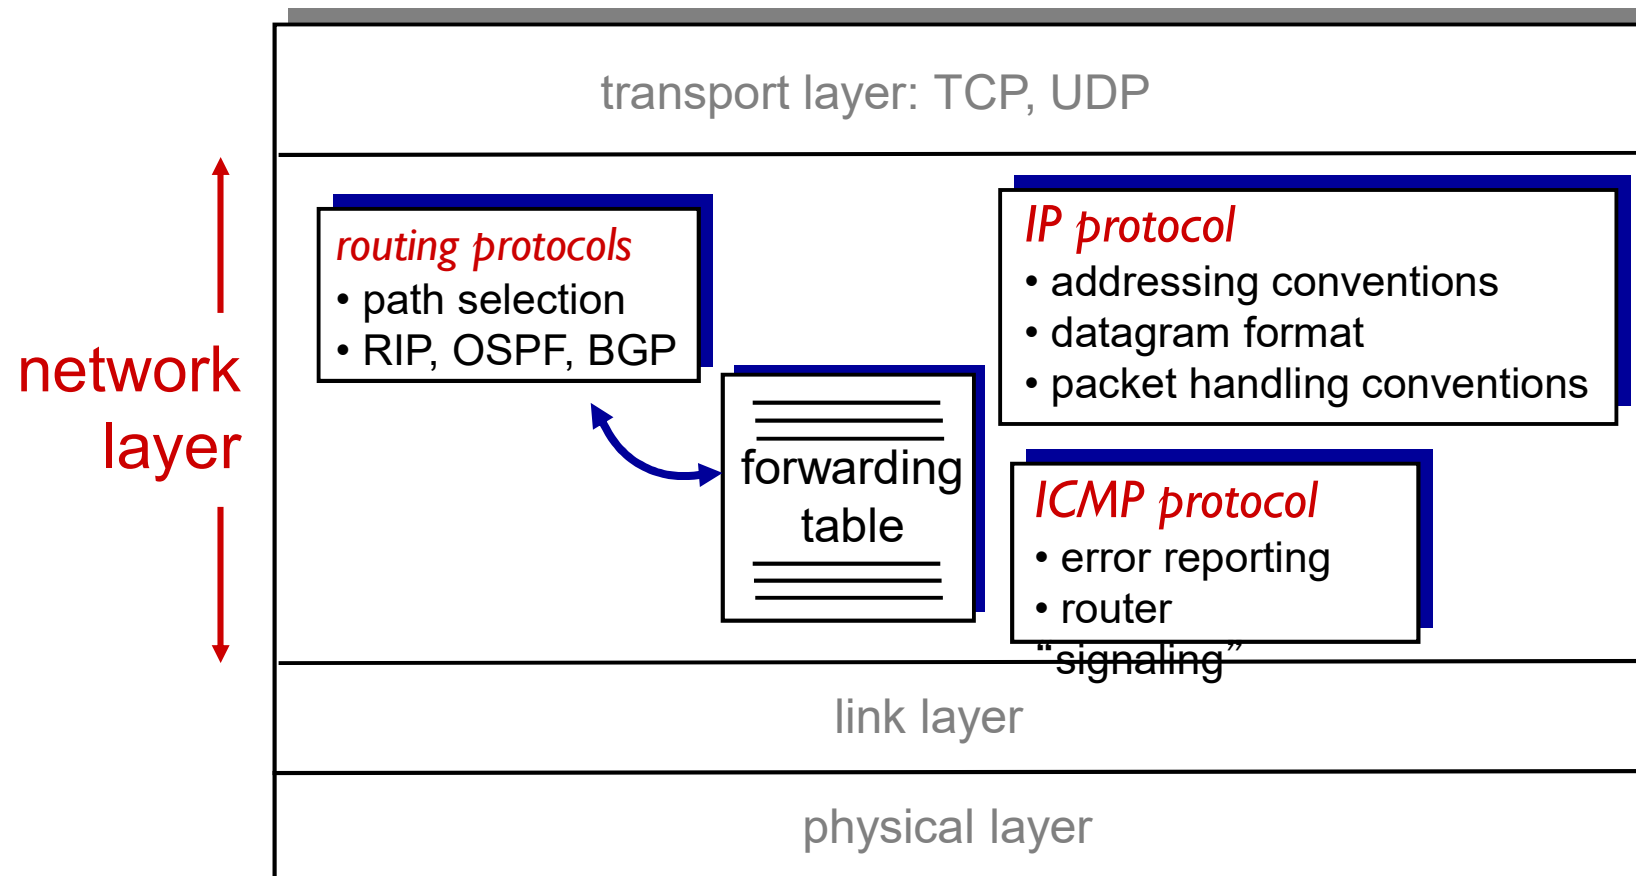 transport layer: TCP, UDP
network
layer
routing protocols
• path selection
• RIP, OSPF, BGP
forwarding
table
IP protocol
• addressing conventions
• datagram format
• packet handling conventions
ICMP protocol
• error reporting
• router
“signaling”
link layer
physical layer